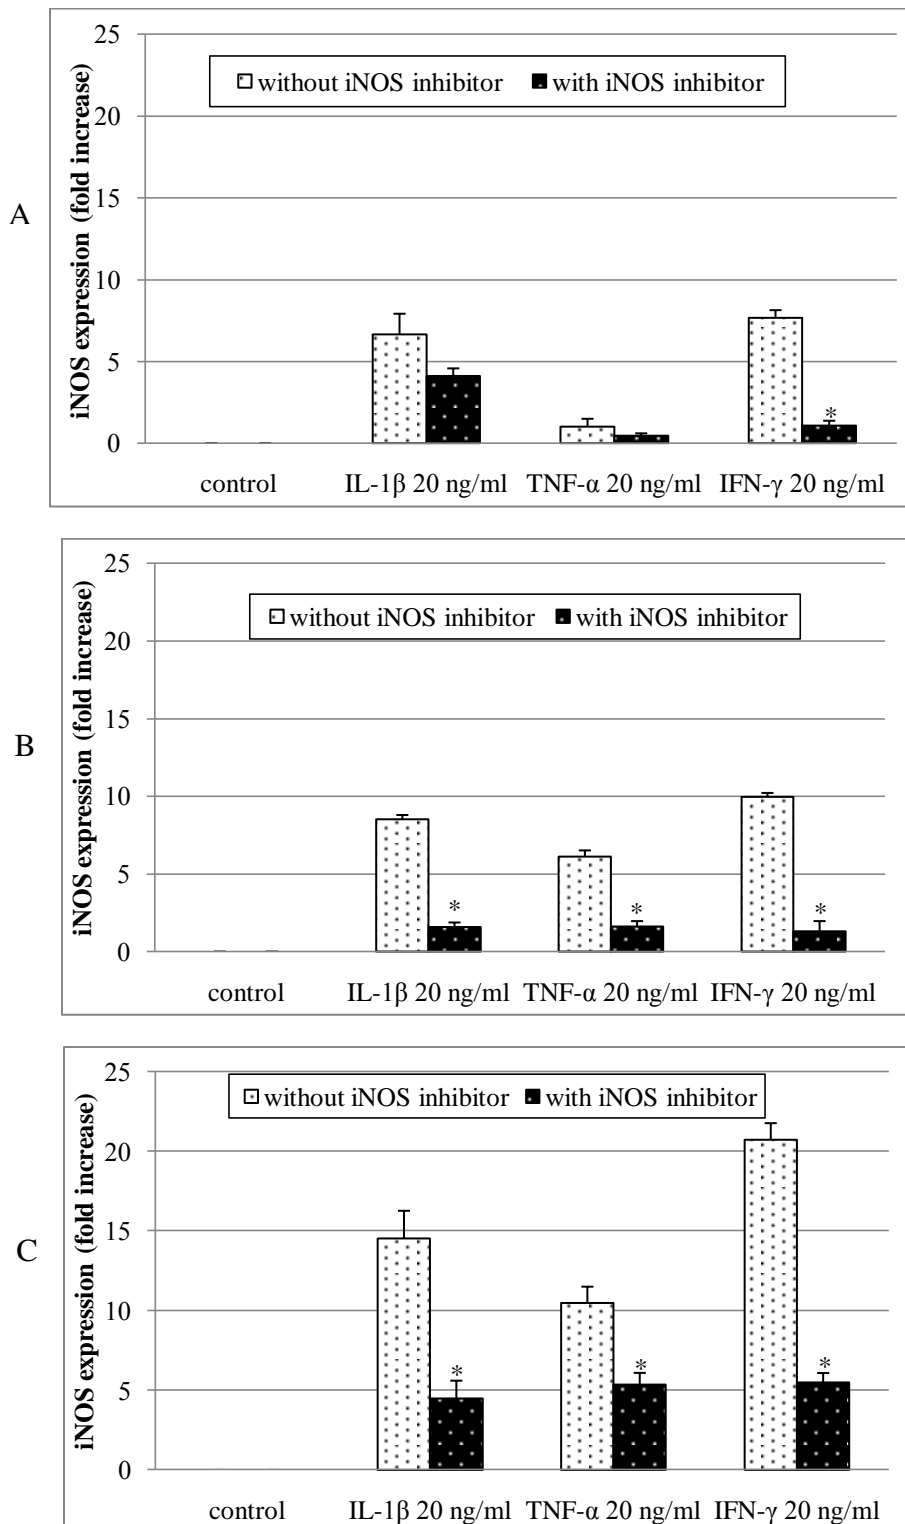 A
iNOS expression (fold increase)
25
20
15
10
5
0
without iNOS inhibitor with iNOS inhibitor
*
control IL-1β 20 ng/ml TNF-α 20 ng/ml IFN-γ 20 ng/ml
B
iNOS expression (fold increase)
25
20
15
10
5
0
without iNOS inhibitor with iNOS inhibitor
* * *
control IL-1β 20 ng/ml TNF-α 20 ng/ml IFN-γ 20 ng/ml
C
iNOS expression (fold increase)
25
20
15
10
5
0
without iNOS inhibitor with iNOS inhibitor
* * *
control IL-1β 20 ng/ml TNF-α 20 ng/ml IFN-γ 20 ng/ml